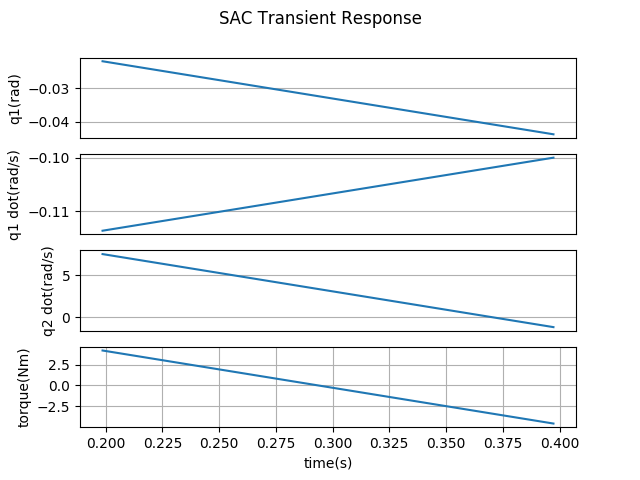 SAC Transient Response
q1(rad)
−0.03
−0.04
q1 dot(rad/s)
−0.10
−0.11
q2 dot(rad/s)
5
0
torque(Nm)
2.5
0.0
−2.5
0.200 0.225 0.250 0.275 0.300 0.325 0.350 0.375 0.400
time(s)